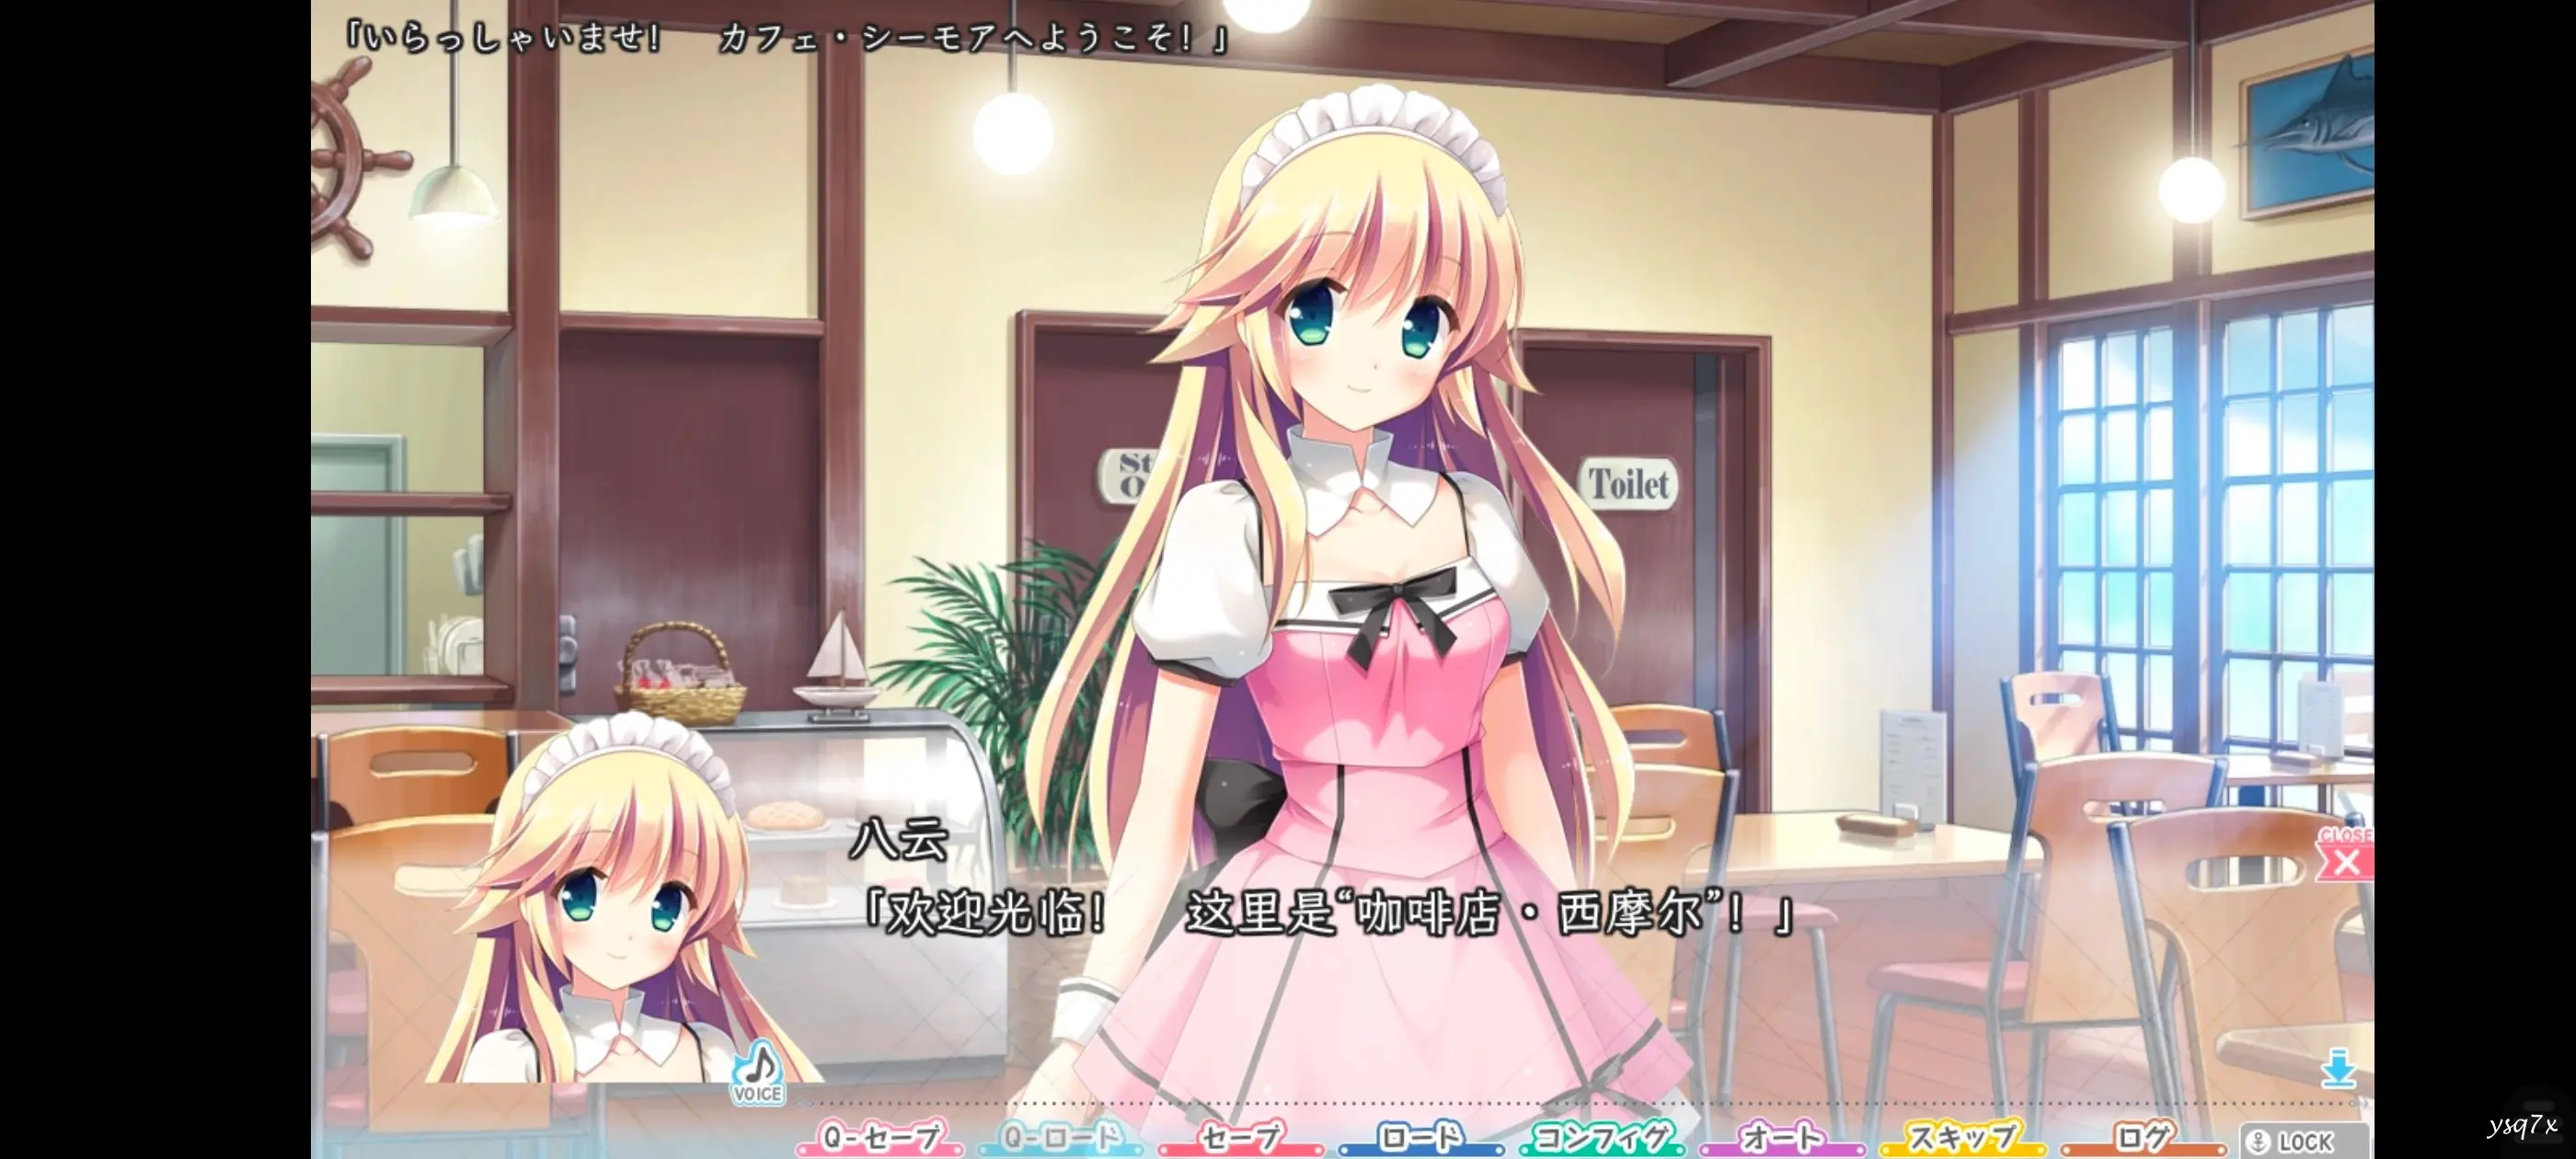 「いらっしゃいませ！　カフェ・シーモアへようこそ！」
Toilet
八云
「欢迎光临！　这里是“咖啡店・西摩尔”！」
CLOSE
VOICE
Q-セーブ Q-ロード セーブ ロード コンフィグ オート スキップ ログ LOCK
ysq7x